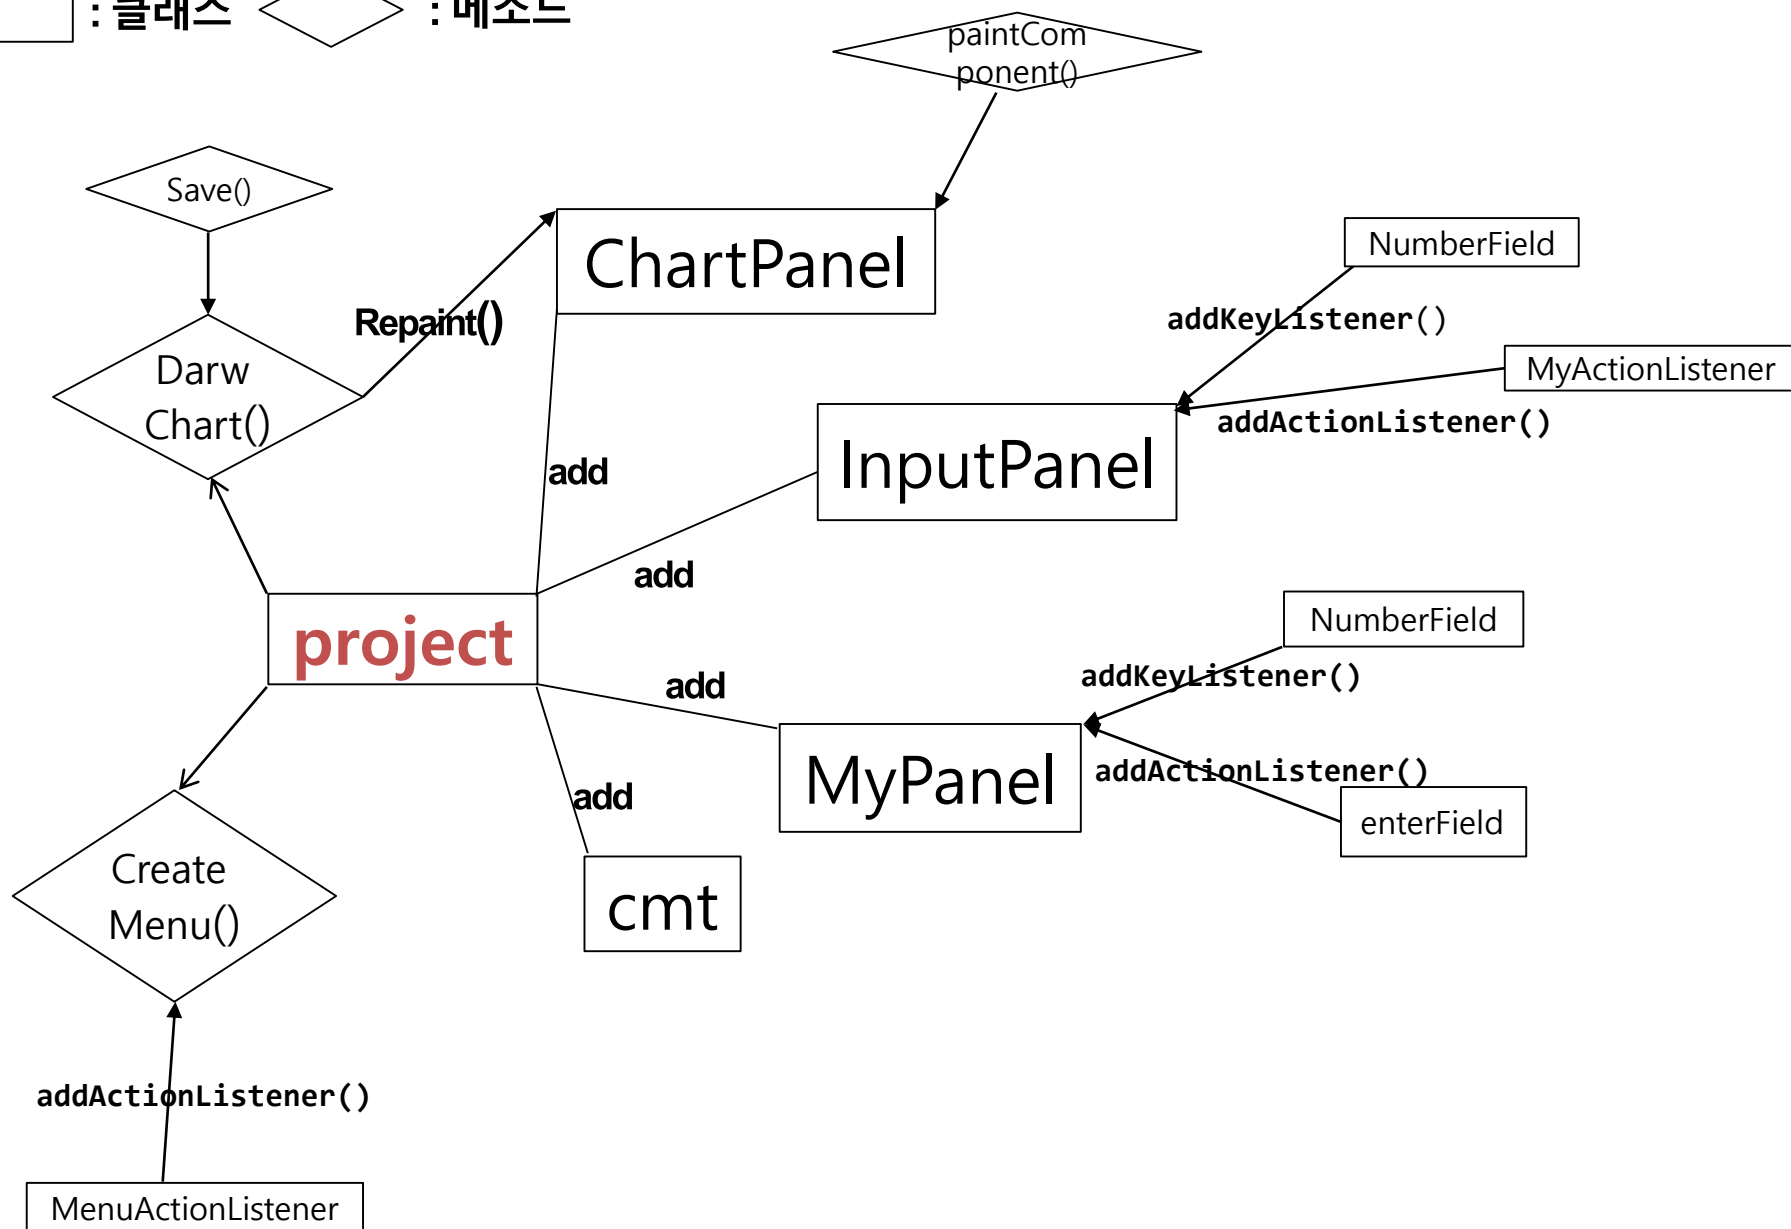 : 클래스
: 메소드
paintCom
ponent()
Save()
ChartPanel
NumberField
Repaint()
addKeyListener()
Darw
Chart()
MyActionListener
addActionListener()
InputPanel
add
add
project
NumberField
add
addKeyListener()
MyPanel
addActionListener()
add
enterField
Create
Menu()
cmt
addActionListener()
MenuActionListener